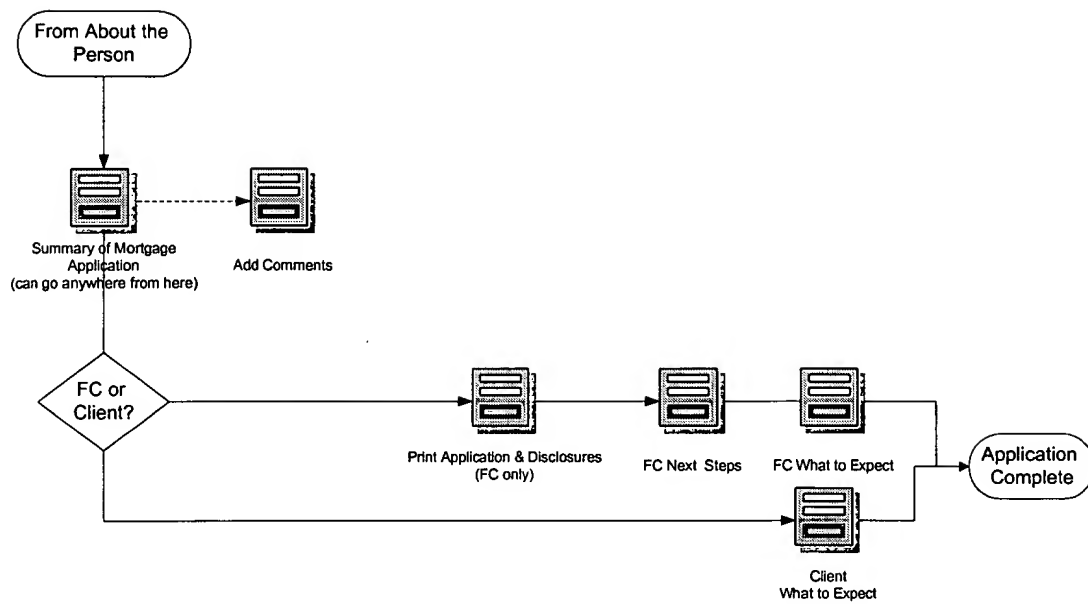 From About the
Person
Summary of Mortgage
Application
(can go anywhere from here)
Add Comments
FC or
Client?
Print Application & Disclosures
(FC only)
FC Next Steps
FC What to Expect
Application
Complete
Client
What to Expect